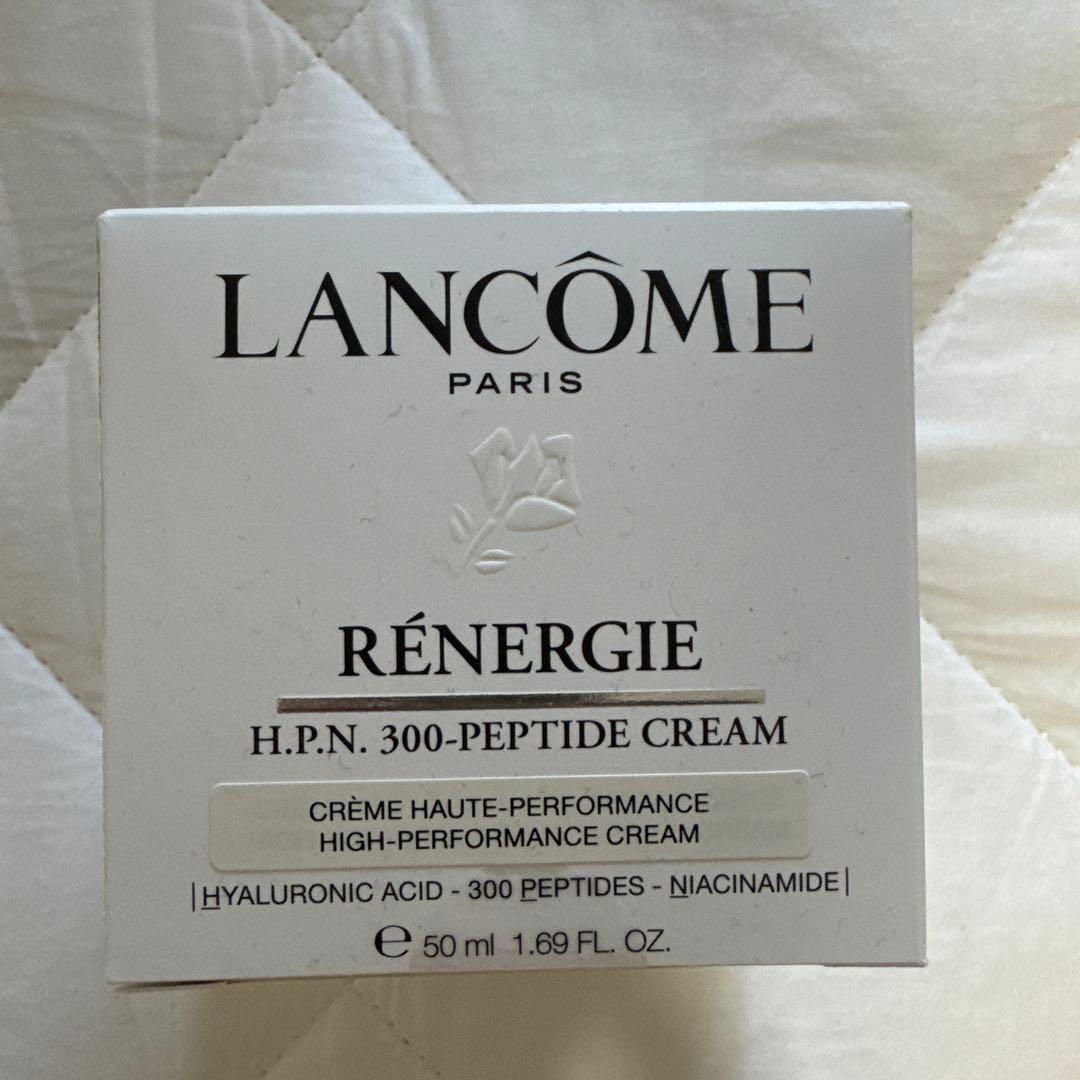 LANCÔME
PARIS
RÉNERGIE
H.P.N. 300-PEPTIDE CREAM
CRÈME HAUTE-PERFORMANCE
HIGH-PERFORMANCE CREAM
|HYALURONIC ACID - 300 PEPTIDES - NIACINAMIDE|
℮ 50 ml 1.69 FL. OZ.